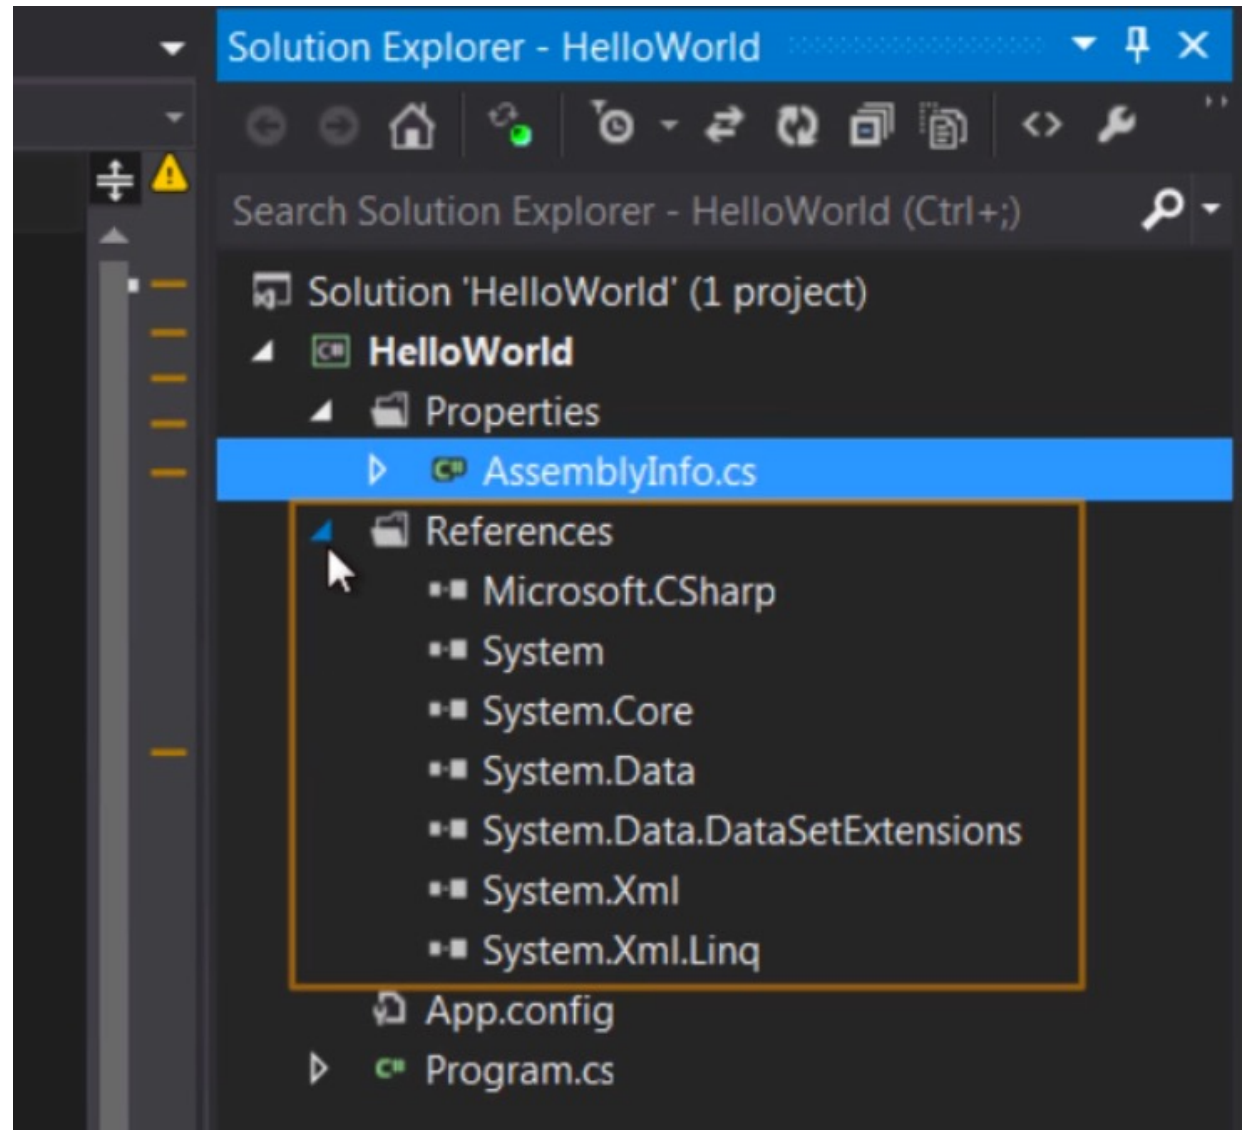 Solution Explorer - HelloWorld
Search Solution Explorer - HelloWorld (Ctrl+;)
Solution 'HelloWorld' (1 project)
HelloWorld
Properties
AssemblyInfo.cs
References
Microsoft.CSharp
System
System.Core
System.Data
System.Data.DataSetExtensions
System.Xml
System.Xml.Linq
App.config
Program.cs